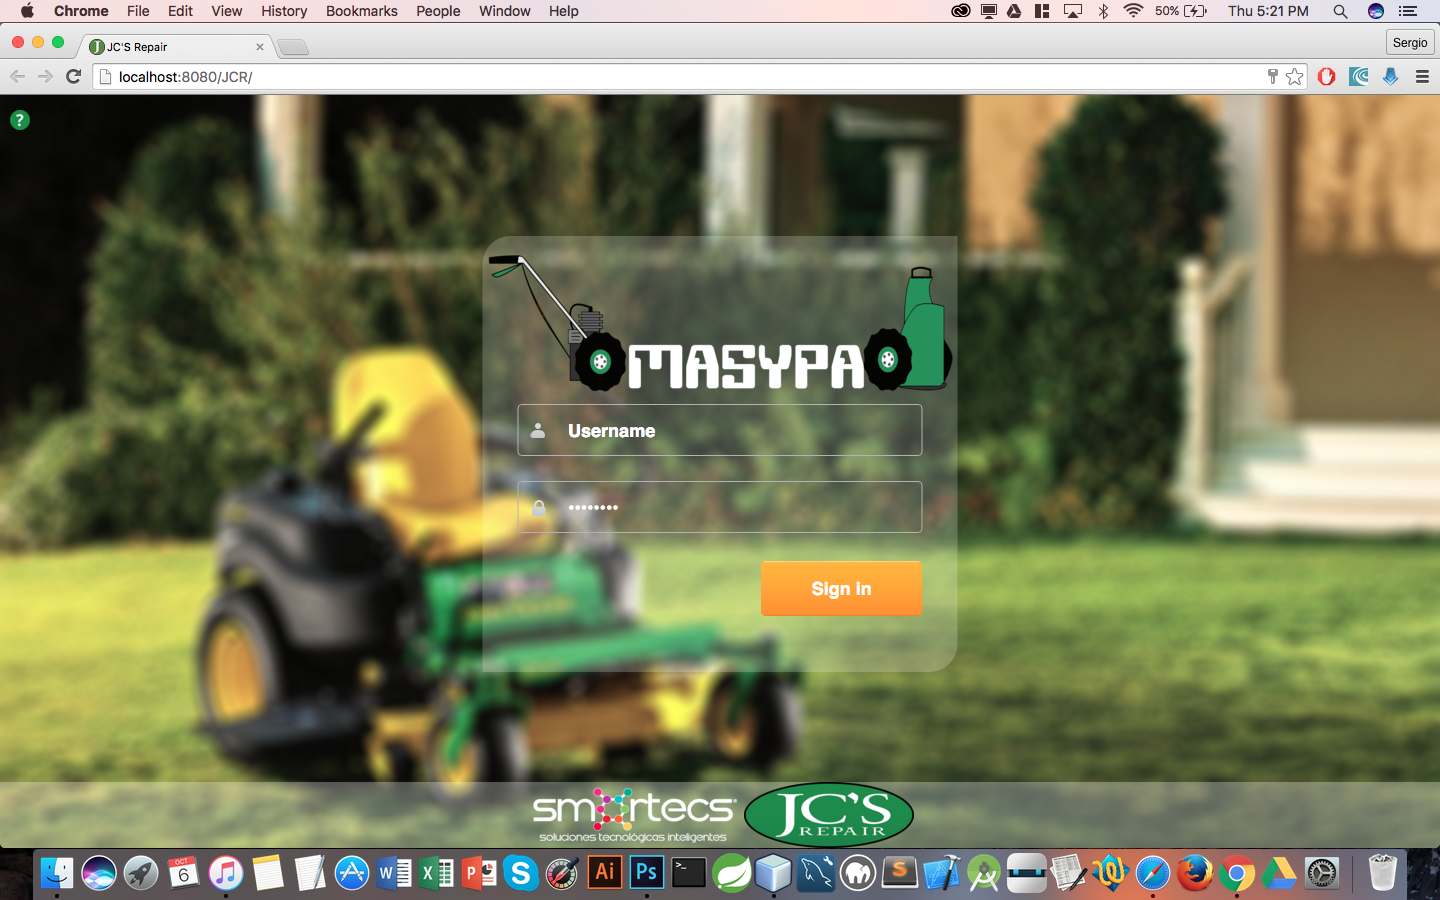 Chrome File Edit View History Bookmarks People Window Help 50% Thu 5:21 PM
JC'S Repair Sergio
localhost:8080/JCR/
?
MASYPA
Username
••••••••
Sign in
smartecs®
soluciones tecnológicas inteligentes
JC'S
REPAIR
OCT
6
W X P S Ai Ps >_ S